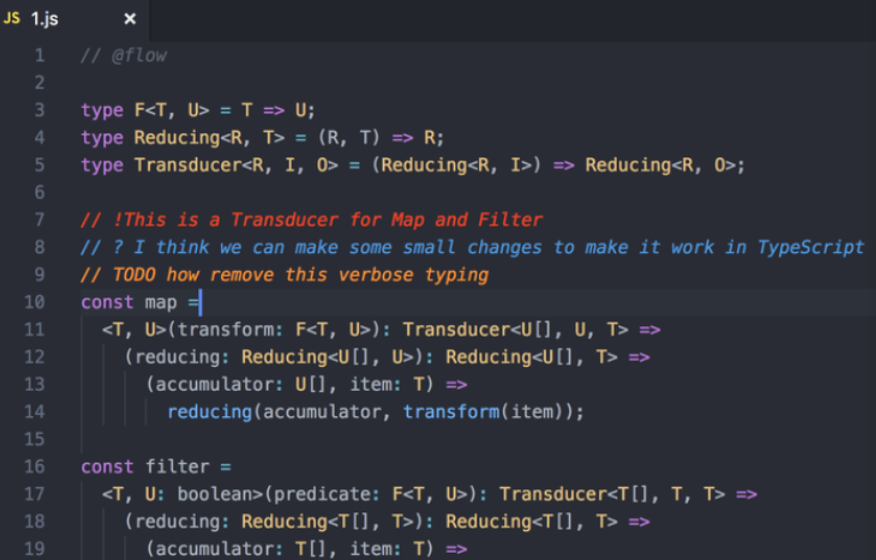 JS 1.js ×
1 // @flow
2
3 type F<T, U> = T => U;
4 type Reducing<R, T> = (R, T) => R;
5 type Transducer<R, I, O> = (Reducing<R, I>) => Reducing<R, O>;
6
7 // !This is a Transducer for Map and Filter
8 // ? I think we can make some small changes to make it work in TypeScript
9 // TODO how remove this verbose typing
10 const map =
11 <T, U>(transform: F<T, U>): Transducer<U[], U, T> =>
12 (reducing: Reducing<U[], U>): Reducing<U[], T> =>
13 (accumulator: U[], item: T) =>
14 reducing(accumulator, transform(item));
15
16 const filter =
17 <T, U: boolean>(predicate: F<T, U>): Transducer<T[], T, T> =>
18 (reducing: Reducing<T[], T>): Reducing<T[], T> =>
19 (accumulator: T[], item: T) =>